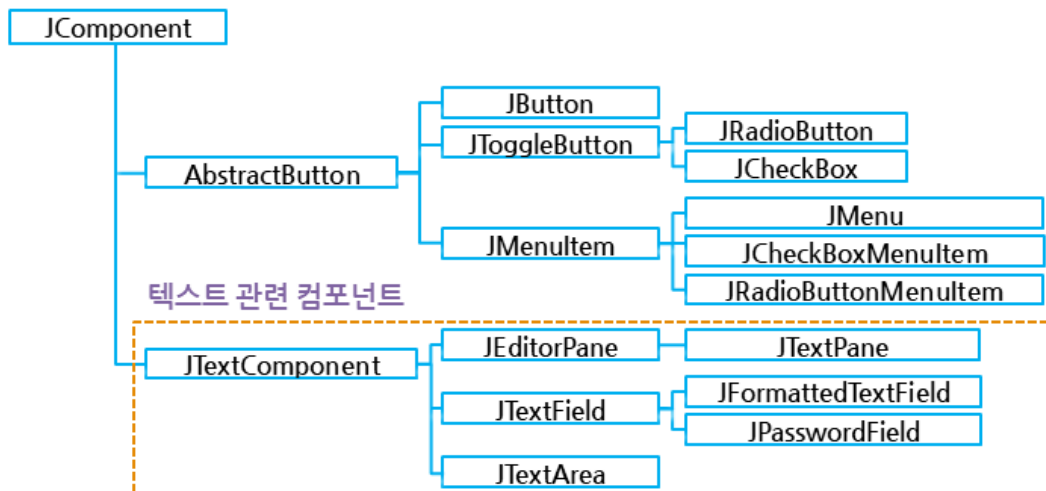 JComponent
JButton
JToggleButton
JRadioButton
JCheckBox
AbstractButton
JMenuItem
JMenu
JCheckBoxMenuItem
JRadioButtonMenuItem
텍스트 관련 컴포넌트
JTextComponent
JEditorPane
JTextPane
JTextField
JFormattedTextField
JPasswordField
JTextArea